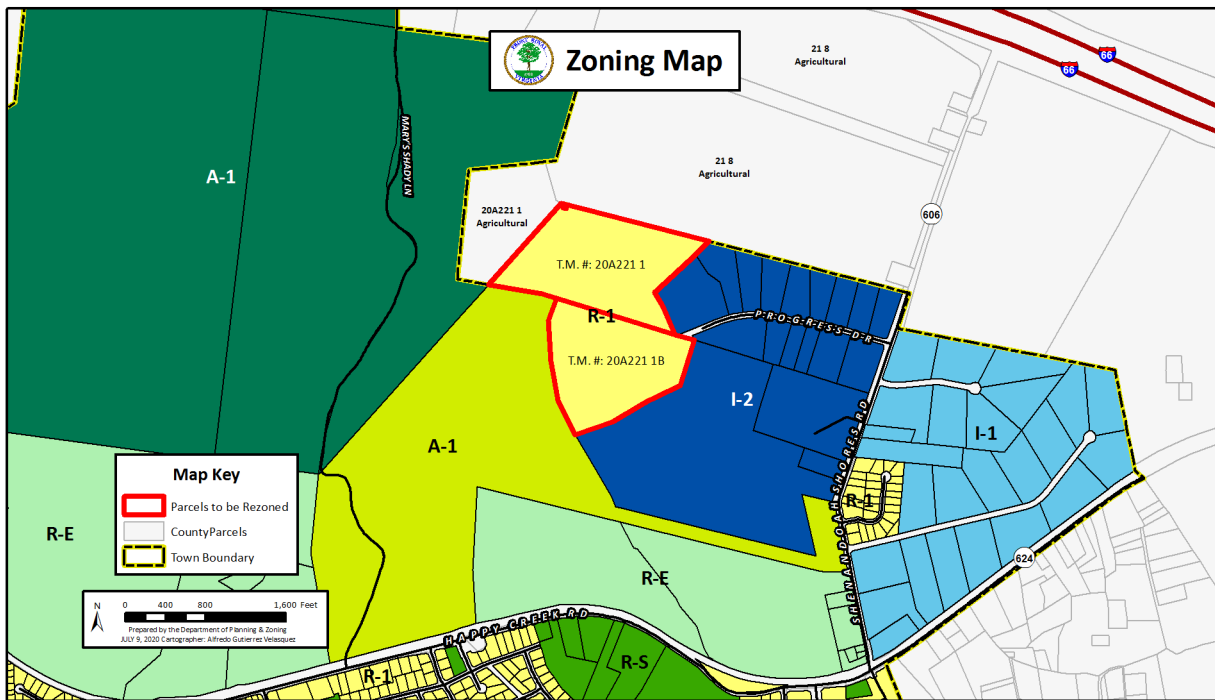 Zoning Map
66
66
21 8
Agricultural
MARY'S SHADY LN
A-1
21 8
Agricultural
20A221 1
Agricultural
606
T.M. #: 20A221 1
R-1
PROGRESS DR
T.M. #: 20A221 1B
I-2
I-1
A-1
SHENANDOAH SHORES RD
R-1
Map Key
Parcels to be Rezoned
CountyParcels
Town Boundary
R-E
624
R-E
N
0 400 800 1,600 Feet
Prepared by the Department of Planning & Zoning
JULY 9, 2020 Cartographer: Alfredo Gutierrez Velasquez
HAPPY CREEK RD
R-S
R-1